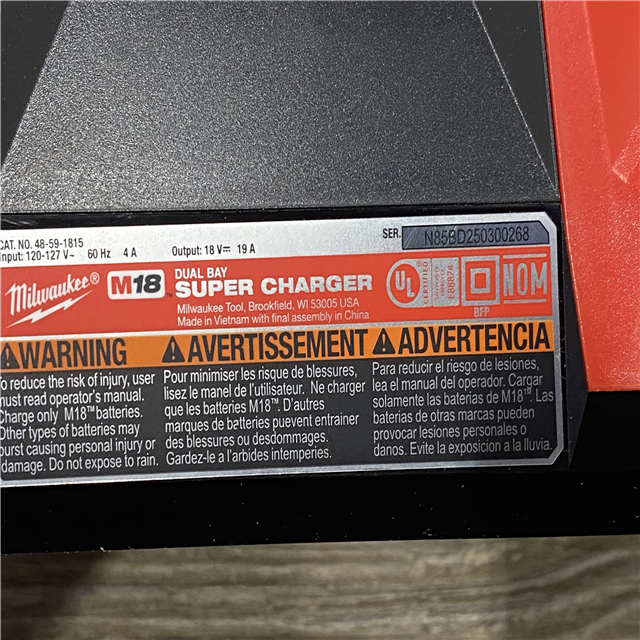 CAT. NO. 48-59-1815
Input: 120-127 V~ 60 Hz 4 A Output: 18 V⎓ 19 A
SER. N85BD250300268
Milwaukee®
M18™
DUAL BAY
SUPER CHARGER
Milwaukee Tool, Brookfield, WI 53005 USA
Made in Vietnam with final assembly in China
UL
CERTIFIED
E88874
BFP
NOM
WARNING
To reduce the risk of injury, user
must read operator's manual.
Charge only M18™ batteries.
Other types of batteries may
burst causing personal injury or
damage. Do not expose to rain.
AVERTISSEMENT
Pour minimiser les risque de blessures,
lisez le manel de l'utilisateur. Ne charger
que les batteries M18™. D'autres
marques de batteries peuvent entrainer
des blessures ou desdommages.
Gardez-le a l'arbides intemperies.
ADVERTENCIA
Para reducir el riesgo de lesiones,
lea el manual del operador. Cargar
solamente las baterias de M18™. Las
baterías de otras marcas pueden
provocar lesiones personales o
danos. Evite la exposicion a la lluvia.